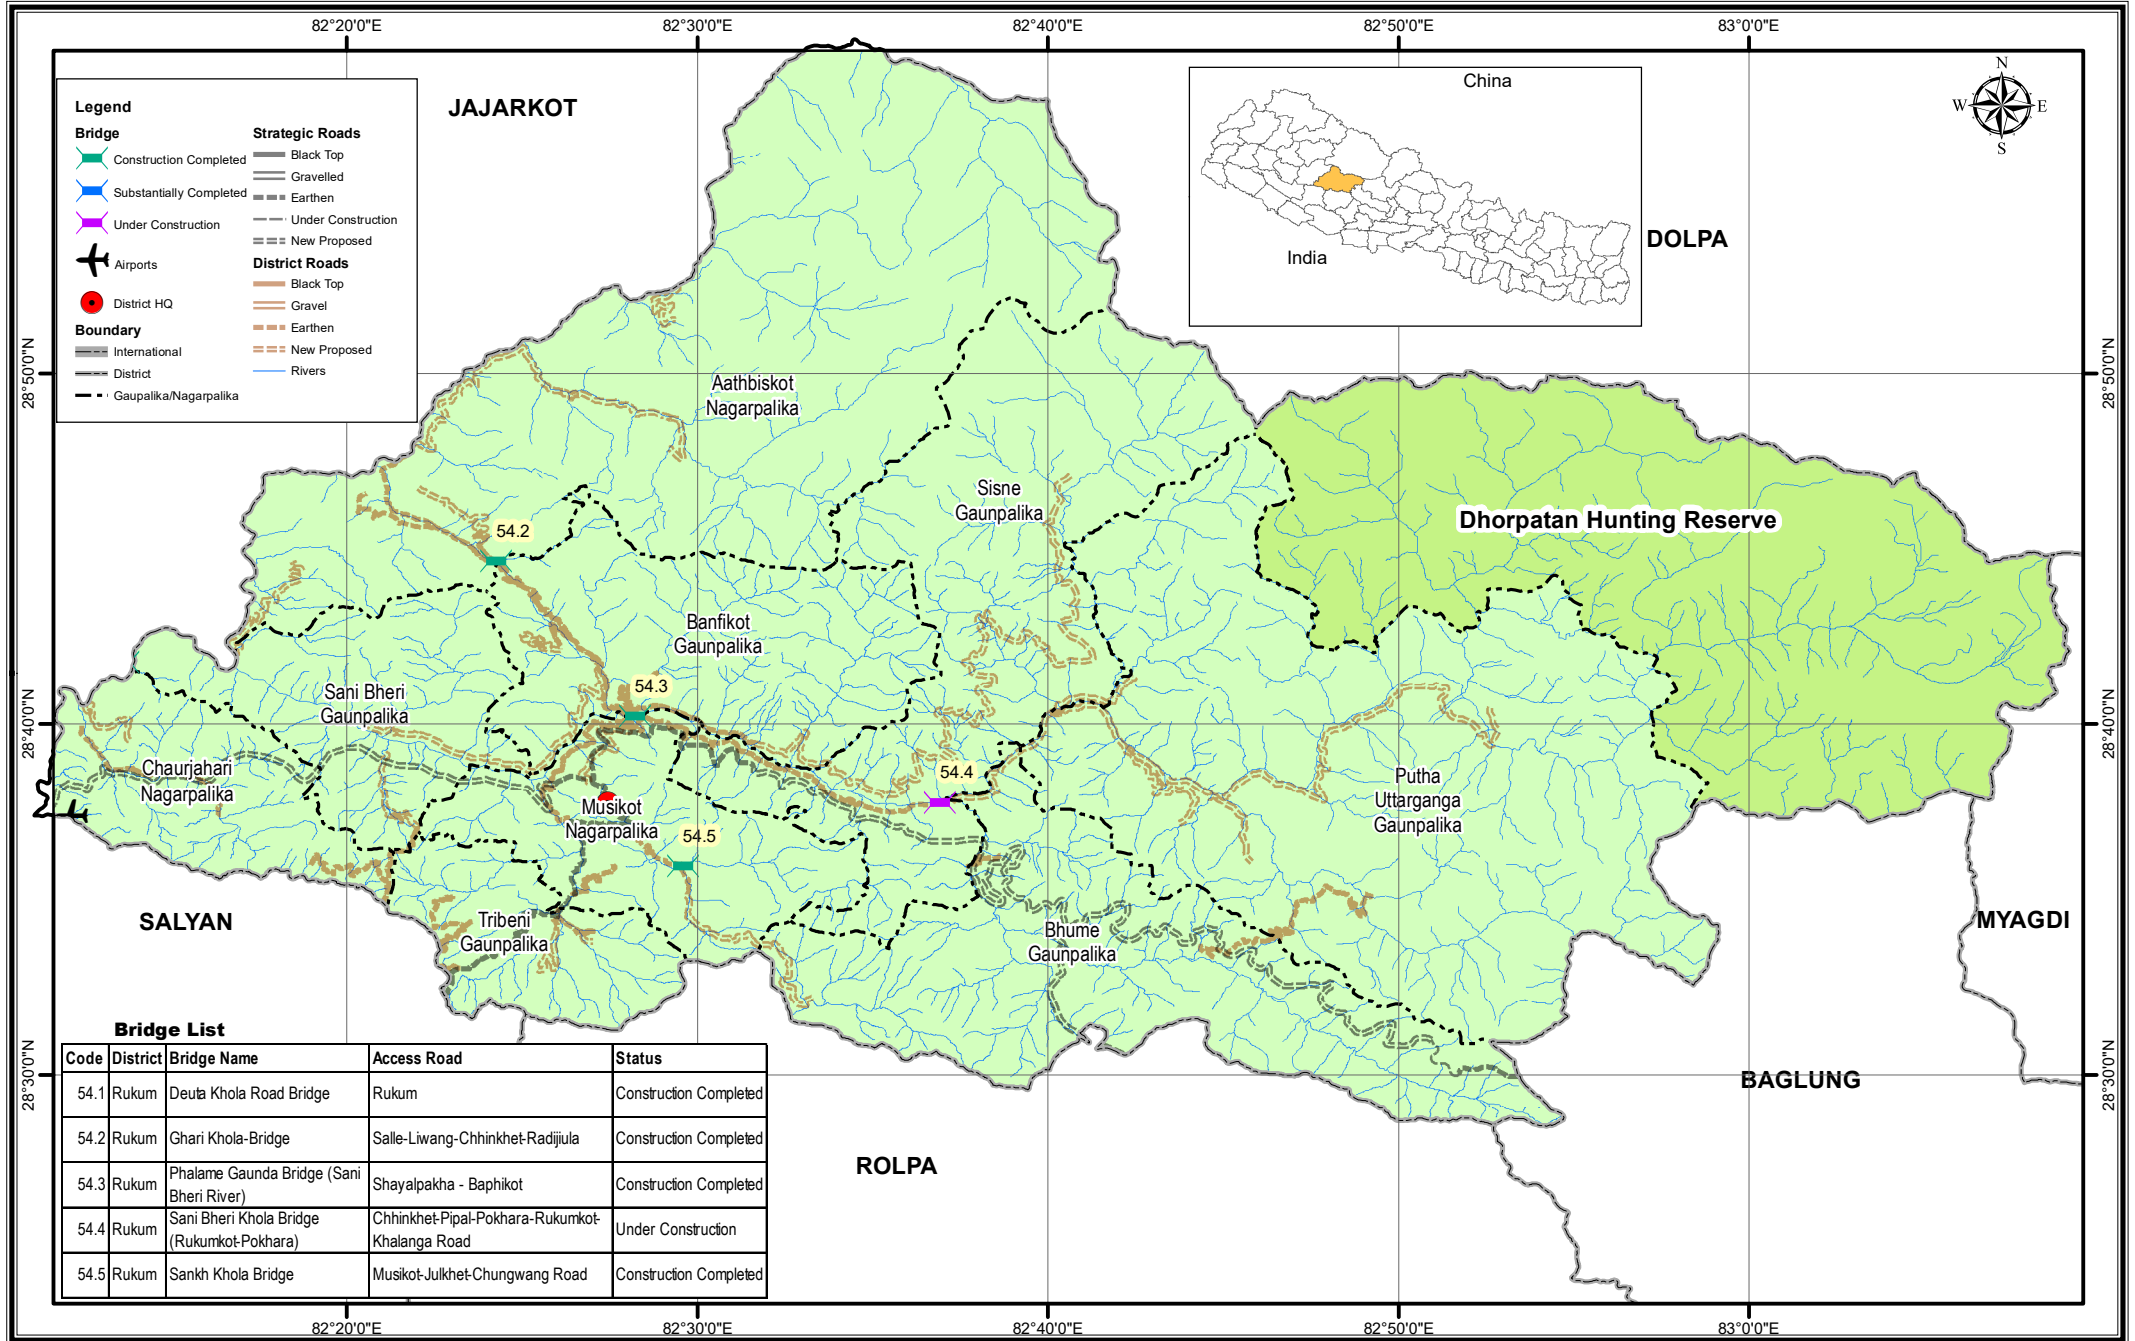 82°20'0"E
82°30'0"E
82°40'0"E
82°50'0"E
83°0'0"E
Legend
Bridge
Construction Completed
Substantially Completed
Under Construction
Airports
District HQ
Boundary
International
District
Gaupalika/Nagarpalika
Strategic Roads
Black Top
Gravelled
Earthen
Under Construction
New Proposed
District Roads
Black Top
Gravel
Earthen
New Proposed
Rivers
JAJARKOT
China
India
N
W
E
S
DOLPA
28°50'0"N
28°50'0"N
Aathbiskot
Nagarpalika
Sisne
Gaunpalika
Dhorpatan Hunting Reserve
54.2
Banfikot
Gaunpalika
54.3
Sani Bheri
Gaunpalika
28°40'0"N
28°40'0"N
Chaurjahari
Nagarpalika
54.4
Putha
Uttarganga
Gaunpalika
Musikot
Nagarpalika
54.5
SALYAN
Tribeni
Gaunpalika
Bhume
Gaunpalika
MYAGDI
28°30'0"N
28°30'0"N
BAGLUNG
ROLPA
Bridge List
Code District Bridge Name Access Road Status
54.1 Rukum Deuta Khola Road Bridge Rukum Construction Completed
54.2 Rukum Ghari Khola-Bridge Salle-Liwang-Chhinkhet-Radijiula Construction Completed
54.3 Rukum Phalame Gaunda Bridge (Sani
Bheri River) Shayalpakha - Baphikot Construction Completed
54.4 Rukum Sani Bheri Khola Bridge
(Rukumkot-Pokhara) Chhinkhet-Pipal-Pokhara-Rukumkot-
Khalanga Road Under Construction
54.5 Rukum Sankh Khola Bridge Musikot-Julkhet-Chungwang Road Construction Completed
82°20'0"E
82°30'0"E
82°40'0"E
82°50'0"E
83°0'0"E